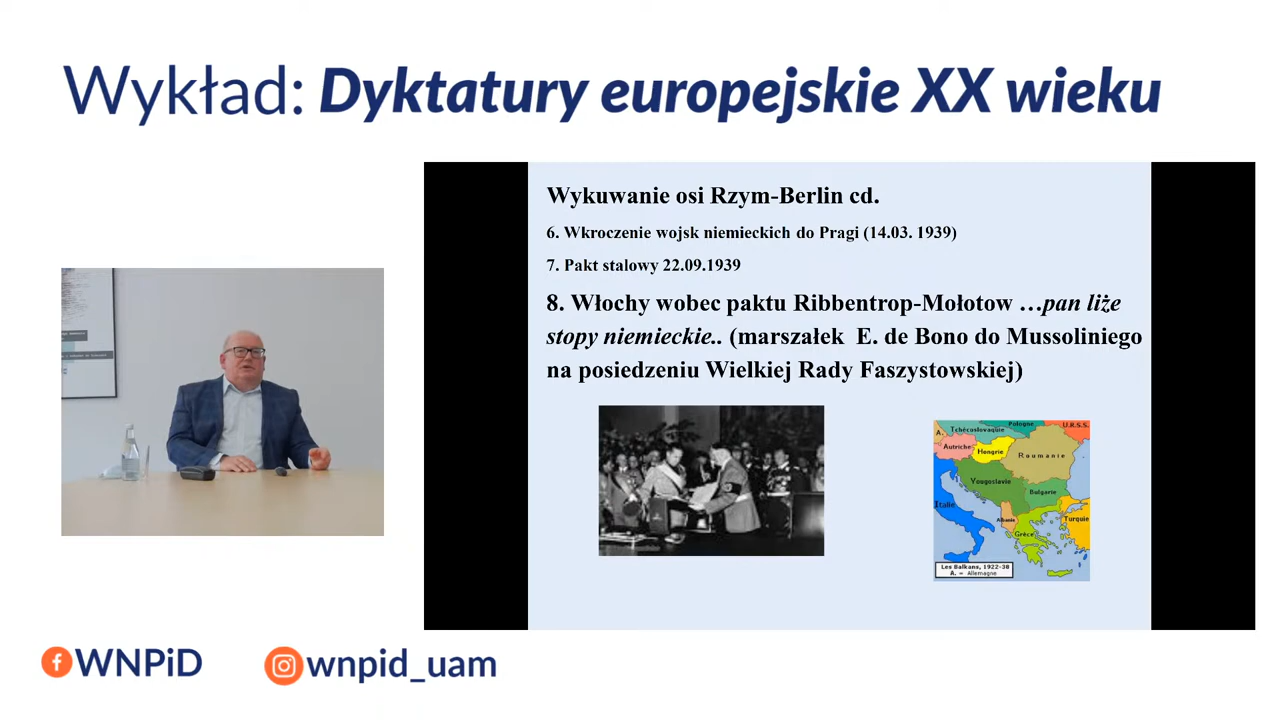 Wykład: Dyktatury europejskie XX wieku
Wykuwanie osi Rzym-Berlin cd.
6. Wkroczenie wojsk niemieckich do Pragi (14.03. 1939)
7. Pakt stalowy 22.09.1939
8. Włochy wobec paktu Ribbentrop-Mołotow …pan liże
stopy niemieckie.. (marszałek E. de Bono do Mussoliniego
na posiedzeniu Wielkiej Rady Faszystowskiej)
A.
Tchécoslovaquie
Pologne
U.R.S.S.
Autriche
Hongrie
Roumanie
Yougoslavie
Bulgarie
Italie
Albanie
Turquie
Grèce
Les Balkans, 1922-38
A. = Allemagne
WNPiD
wnpid_uam